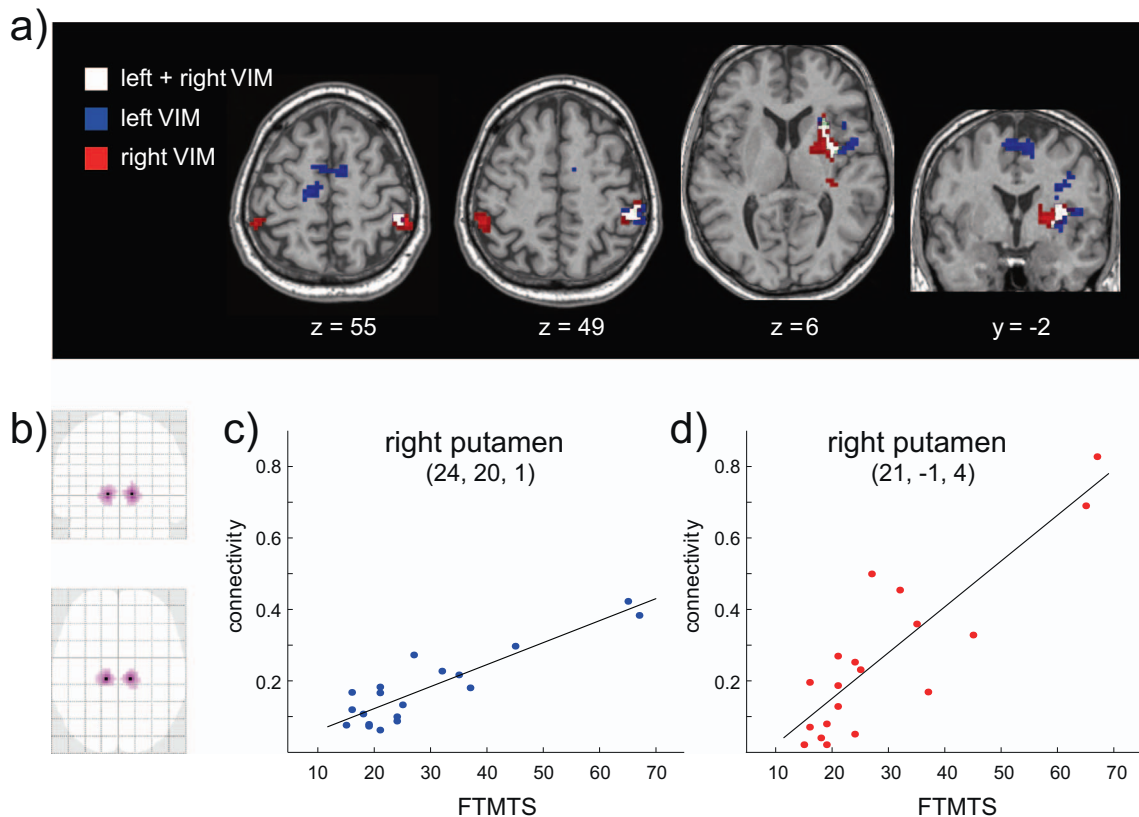 a)
left + right VIM
left VIM
right VIM
z = 55
z = 49
z = 6
y = -2
b)
c)
right putamen
(24, 20, 1)
connectivity
0.8
0.6
0.4
0.2
10 20 30 40 50 60 70
FTMTS
d)
right putamen
(21, -1, 4)
connectivity
0.8
0.6
0.4
0.2
10 20 30 40 50 60 70
FTMTS